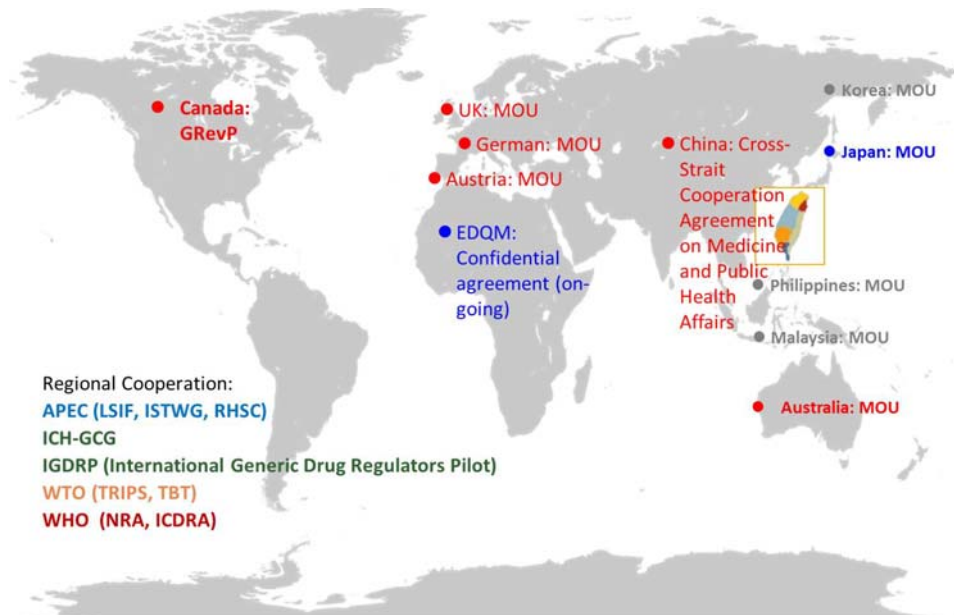 Canada:
GRevP
UK: MOU
German: MOU
Austria: MOU
EDQM:
Confidential
agreement (on-
going)
China: Cross-
Strait
Cooperation
Agreement
on Medicine
and Public
Health
Affairs
Korea: MOU
Japan: MOU
Philippines: MOU
Malaysia: MOU
Australia: MOU
Regional Cooperation:
APEC (LSIF, ISTWG, RHSC)
ICH-GCG
IGDRP (International Generic Drug Regulators Pilot)
WTO (TRIPS, TBT)
WHO (NRA, ICDRA)